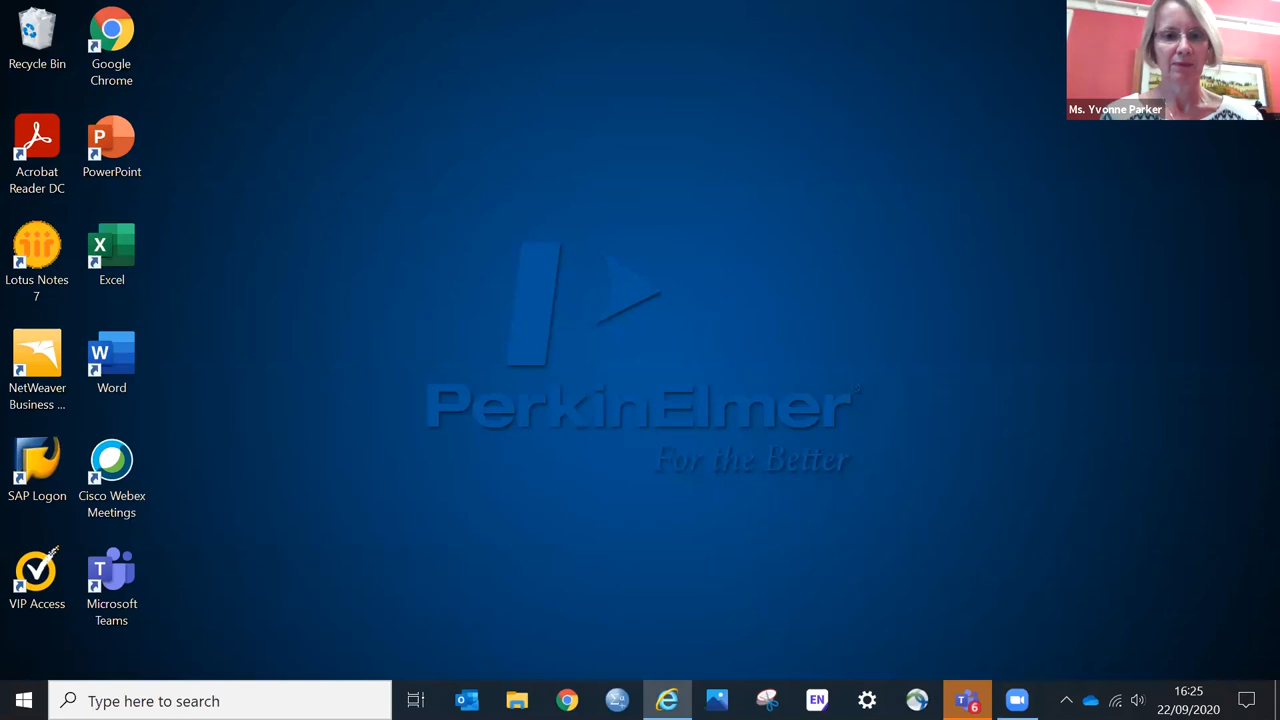 Recycle Bin
Google
Chrome
Acrobat
Reader DC
PowerPoint
Lotus Notes
7
Excel
NetWeaver
Business ...
Word
SAP Logon
Cisco Webex
Meetings
VIP Access
Microsoft
Teams
PerkinElmer
For the Better
Ms. Yvonne Parker
Type here to search
EN
6
16:25
22/09/2020